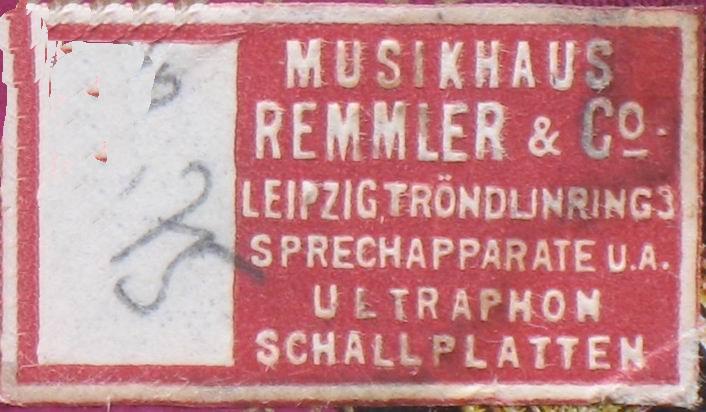 MUSIKHAUS
REMMLER & Co.
LEIPZIG, TRÖNDLINRING 3
SPRECHAPPARATE U.A.
ULTRAPHON
SCHALLPLATTEN